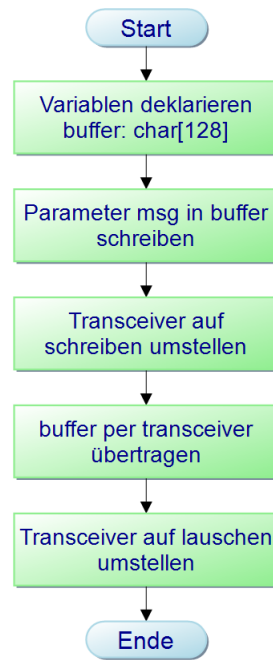 Start
Variablen deklarieren
buffer: char[128]
Parameter msg in buffer
schreiben
Transceiver auf
schreiben umstellen
buffer per transceiver
übertragen
Transceiver auf lauschen
umstellen
Ende